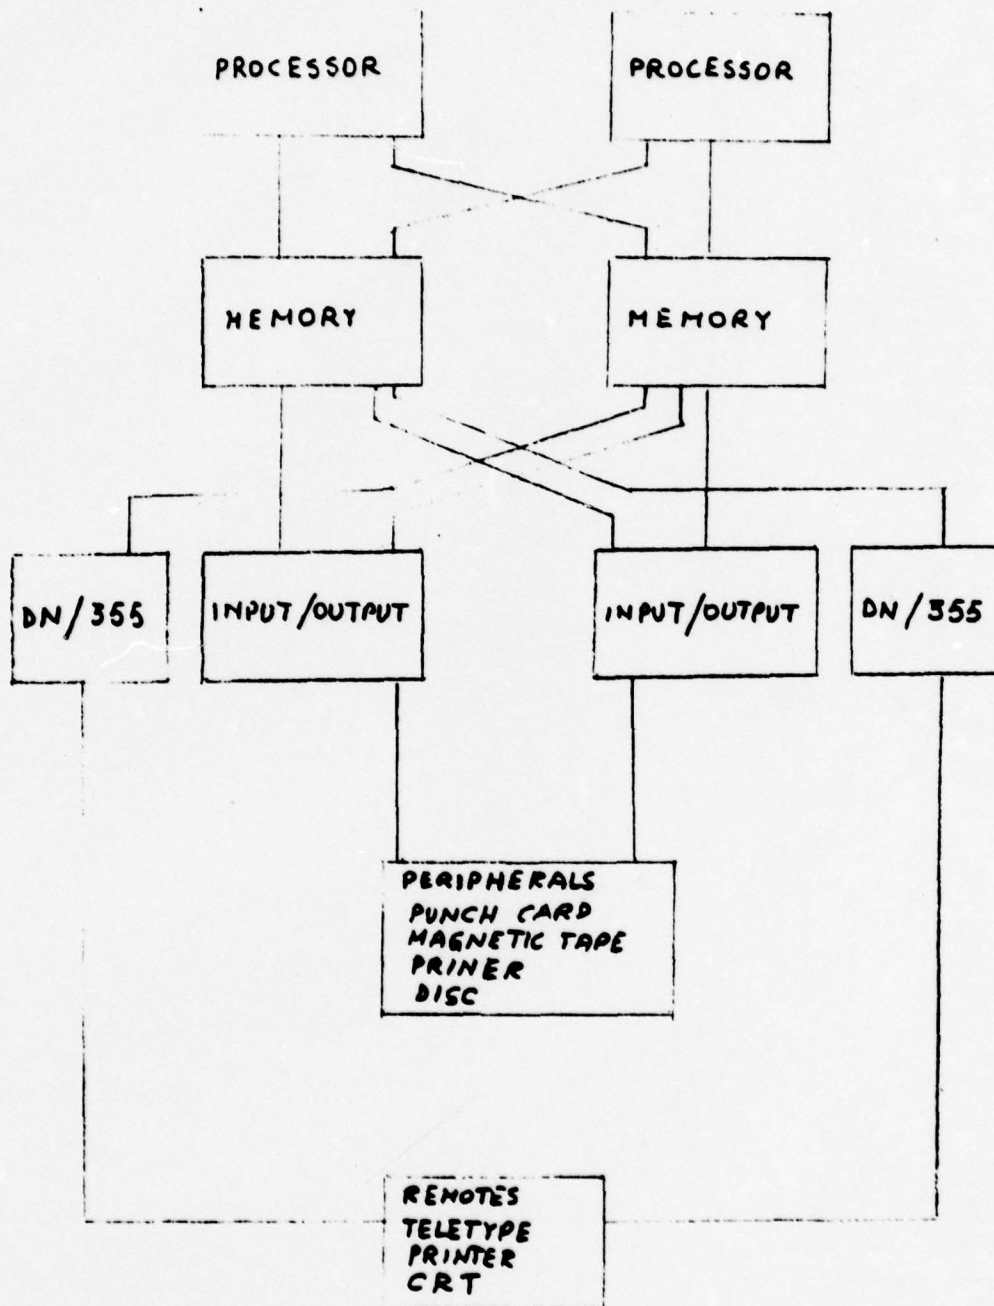 PROCESSOR
PROCESSOR
MEMORY
MEMORY
DN/355
INPUT/OUTPUT
INPUT/OUTPUT
DN/355
PERIPHERALS
PUNCH CARD
MAGNETIC TAPE
PRINER
DISC
REMOTES
TELETYPE
PRINTER
CRT